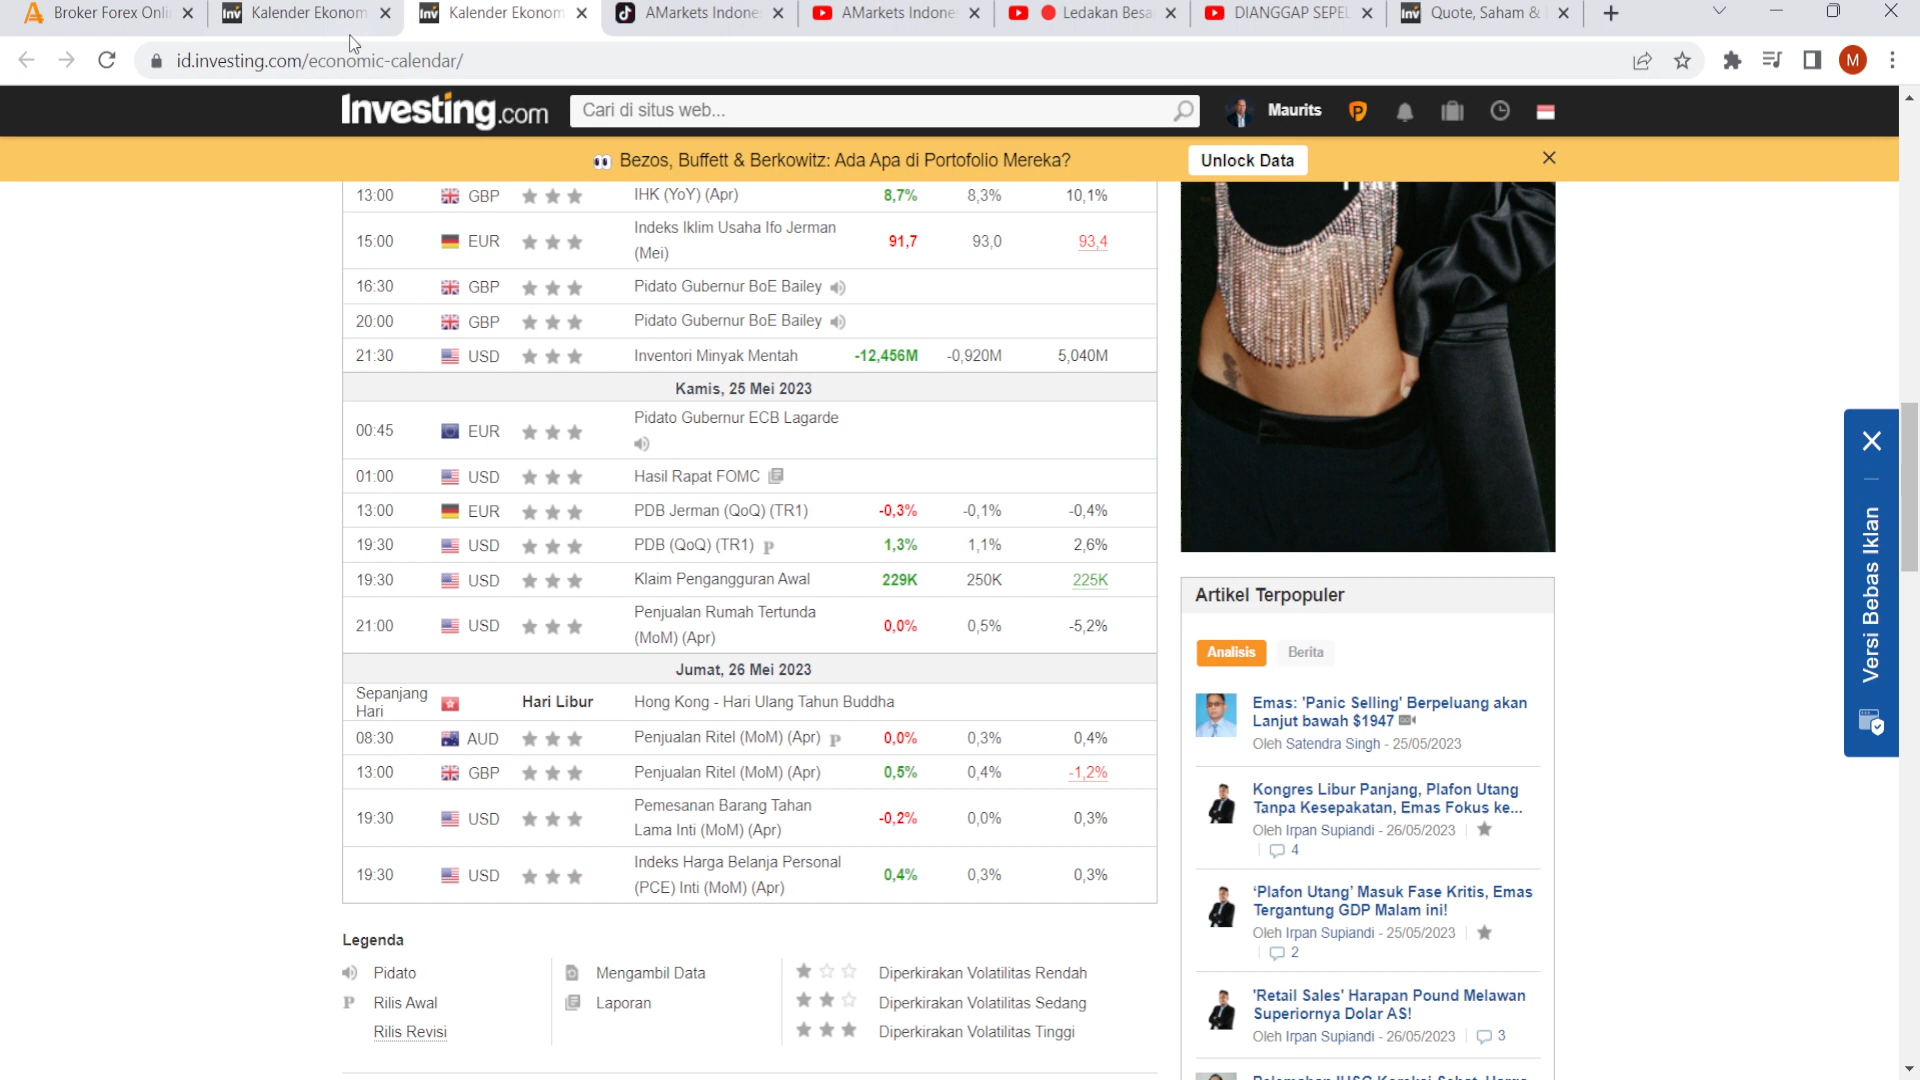 Broker Forex Onli
Kalender Ekonom
Kalender Ekonom
AMarkets Indone
AMarkets Indone
Ledakan Besa
DIANGGAP SEPEL
Quote, Saham &
id.investing.com/economic-calendar/
M
Investing.com
Cari di situs web...
Maurits
Bezos, Buffett & Berkowitz: Ada Apa di Portofolio Mereka?
Unlock Data
13:00 GBP IHK (YoY) (Apr) 8,7% 8,3% 10,1%
15:00 EUR Indeks Iklim Usaha Ifo Jerman
(Mei) 91,7 93,0 93,4
16:30 GBP Pidato Gubernur BoE Bailey
20:00 GBP Pidato Gubernur BoE Bailey
21:30 USD Inventori Minyak Mentah -12,456M -0,920M 5,040M
Kamis, 25 Mei 2023
00:45 EUR Pidato Gubernur ECB Lagarde
01:00 USD Hasil Rapat FOMC
13:00 EUR PDB Jerman (QoQ) (TR1) -0,3% -0,1% -0,4%
19:30 USD PDB (QoQ) (TR1) P 1,3% 1,1% 2,6%
19:30 USD Klaim Pengangguran Awal 229K 250K 225K
21:00 USD Penjualan Rumah Tertunda
(MoM) (Apr) 0,0% 0,5% -5,2%
Jumat, 26 Mei 2023
Sepanjang
Hari Hari Libur Hong Kong - Hari Ulang Tahun Buddha
08:30 AUD Penjualan Ritel (MoM) (Apr) P 0,0% 0,3% 0,4%
13:00 GBP Penjualan Ritel (MoM) (Apr) 0,5% 0,4% -1,2%
19:30 USD Pemesanan Barang Tahan
Lama Inti (MoM) (Apr) -0,2% 0,0% 0,3%
19:30 USD Indeks Harga Belanja Personal
(PCE) Inti (MoM) (Apr) 0,4% 0,3% 0,3%
Legenda
Pidato
P Rilis Awal
Rilis Revisi
Mengambil Data
Laporan
Diperkirakan Volatilitas Rendah
Diperkirakan Volatilitas Sedang
Diperkirakan Volatilitas Tinggi
Artikel Terpopuler
Analisis
Berita
Emas: 'Panic Selling' Berpeluang akan
Lanjut bawah $1947
Oleh Satendra Singh - 25/05/2023
Kongres Libur Panjang, Plafon Utang
Tanpa Kesepakatan, Emas Fokus ke...
Oleh Irpan Supiandi - 26/05/2023
4
‘Plafon Utang’ Masuk Fase Kritis, Emas
Tergantung GDP Malam ini!
Oleh Irpan Supiandi - 25/05/2023
2
'Retail Sales' Harapan Pound Melawan
Superiornya Dolar AS!
Oleh Irpan Supiandi - 26/05/2023 3
Versi Bebas Iklan